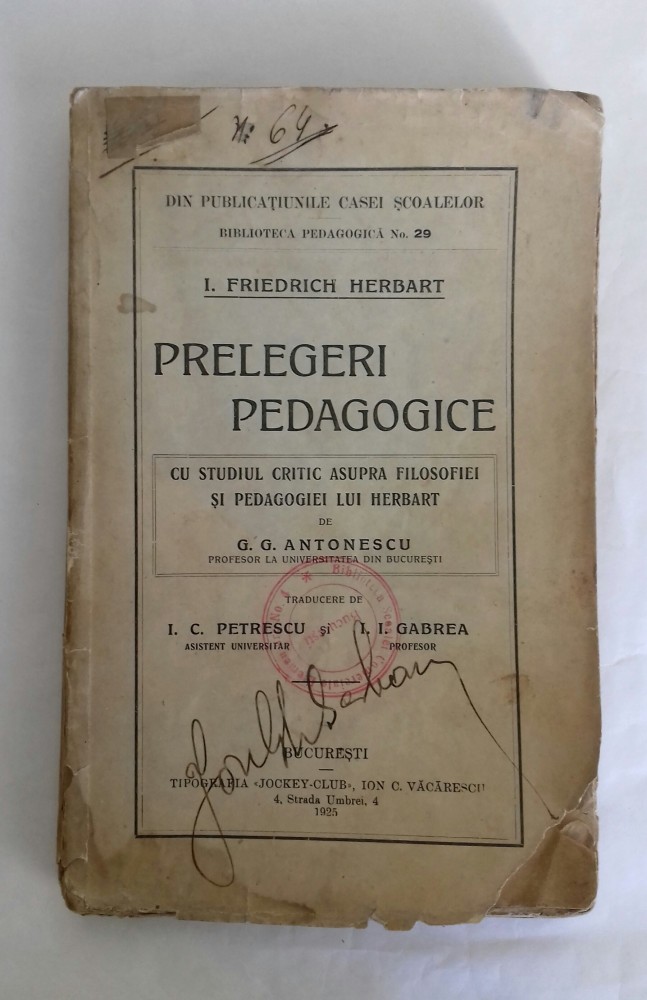 No: 64
DIN PUBLICAȚIUNILE CASEI ȘCOALELOR
BIBLIOTECA PEDAGOGICĂ No. 29
I. FRIEDRICH HERBART
PRELEGERI
PEDAGOGICE
CU STUDIUL CRITIC ASUPRA FILOSOFIEI
ȘI PEDAGOGIEI LUI HERBART
DE
G. G. ANTONESCU
PROFESOR LA UNIVERSITATEA DIN BUCUREȘTI
TRADUCERE DE
I. C. PETRESCU și I. I. GABREA
ASISTENT UNIVERSITAR PROFESOR
BUCUREȘTI
TIPOGRAFIA «JOCKEY-CLUB», ION C. VĂCĂRESCU
4, Strada Umbrei, 4
1925